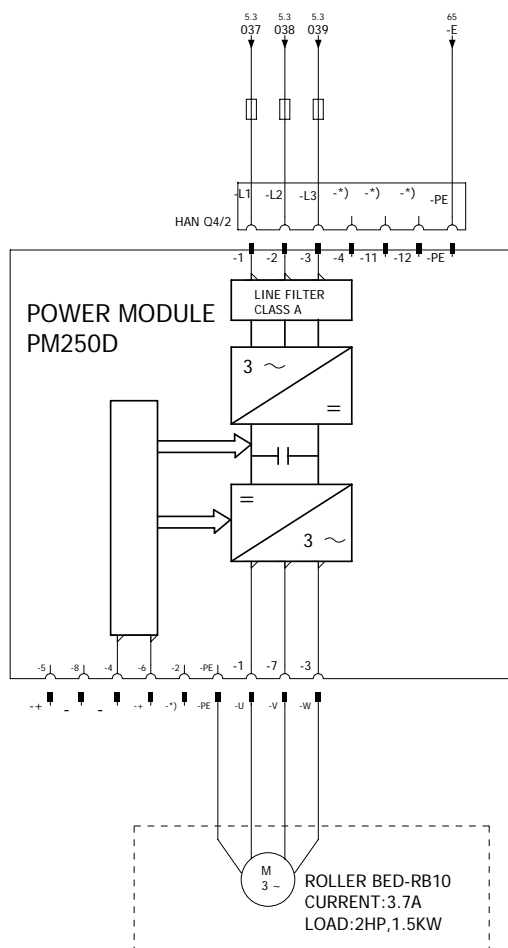 5.3 5.3 5.3 65
037 038 039 -E
-L1 -L2 -L3 -*) -*) -*) -PE
HAN Q4/2
-1 -2 -3 -4 -11 -12 -PE
LINE FILTER
CLASS A
POWER MODULE
PM250D
3 ~
=
=
3 ~
-5 -8 -4 -6 -2 -PE -1 -7 -3
-+ - - -+ -*) -PE -U -V -W
M
3 ~
ROLLER BED-RB10
CURRENT:3.7A
LOAD:2HP,1.5KW